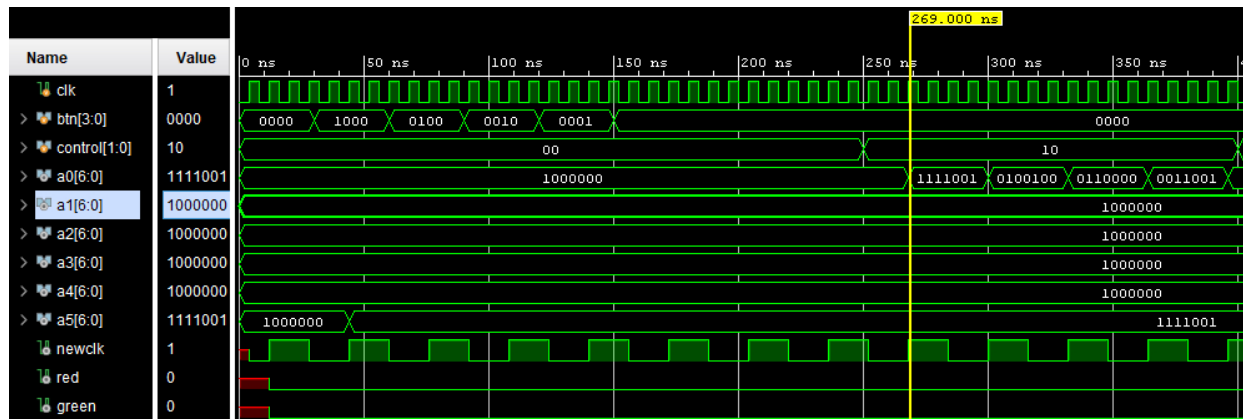 269.000 ns
Name Value 0 ns 50 ns 100 ns 150 ns 200 ns 250 ns 300 ns 350 ns
clk 1
btn[3:0] 0000 0000 1000 0100 0010 0001 0000
control[1:0] 10 00 10
a0[6:0] 1111001 1000000 1111001 0100100 0110000 0011001
a1[6:0] 1000000 1000000
a2[6:0] 1000000 1000000
a3[6:0] 1000000 1000000
a4[6:0] 1000000 1000000
a5[6:0] 1111001 1000000 1111001
newclk 1
red 0
green 0